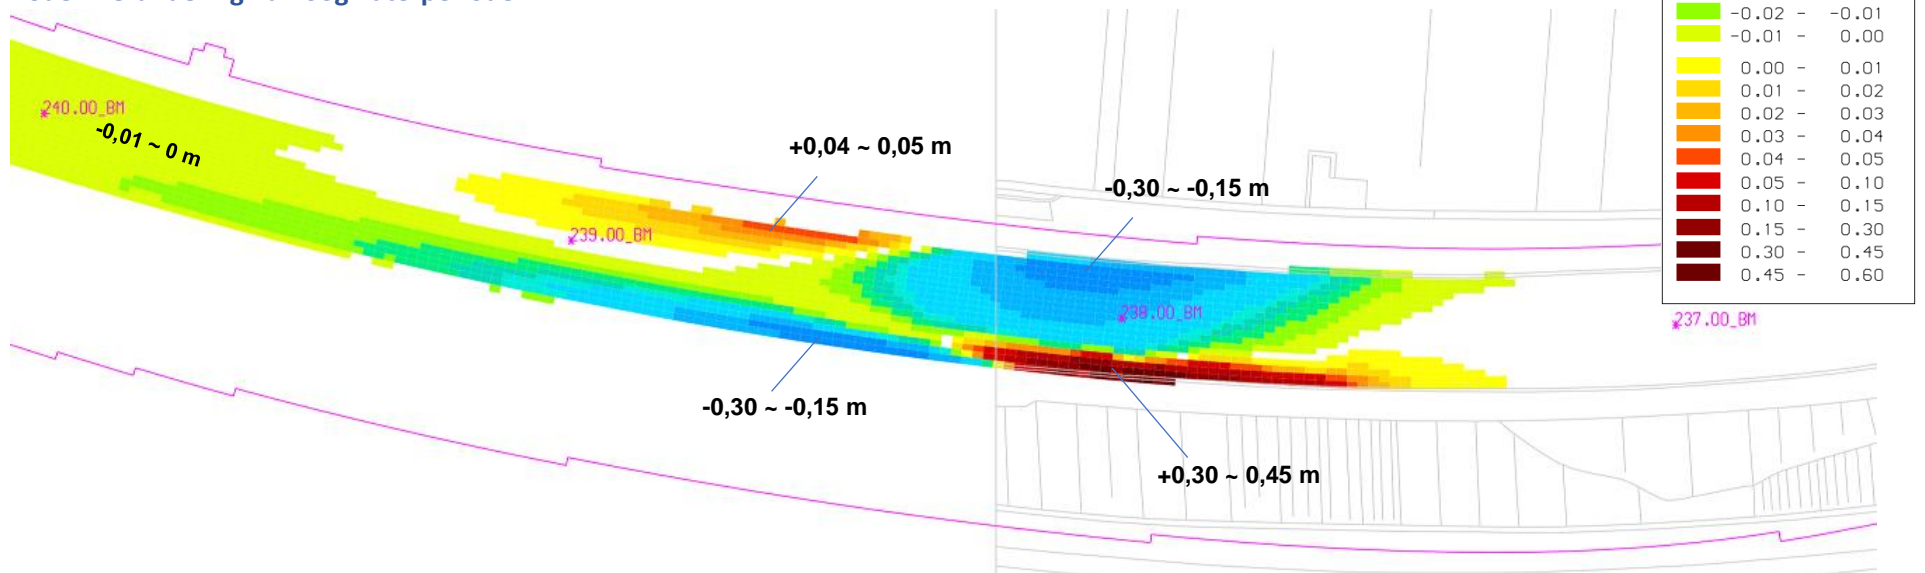 -0.02 - -0.01
-0.01 - 0.00
0.00 - 0.01
0.01 - 0.02
0.02 - 0.03
0.03 - 0.04
0.04 - 0.05
0.05 - 0.10
0.10 - 0.15
0.15 - 0.30
0.30 - 0.45
0.45 - 0.60
240.00_BM
-0,01 ~ 0 m
+0,04 ~ 0,05 m
-0,30 ~ -0,15 m
239.00_BM
238.00_BM
237.00_BM
-0,30 ~ -0,15 m
+0,30 ~ 0,45 m